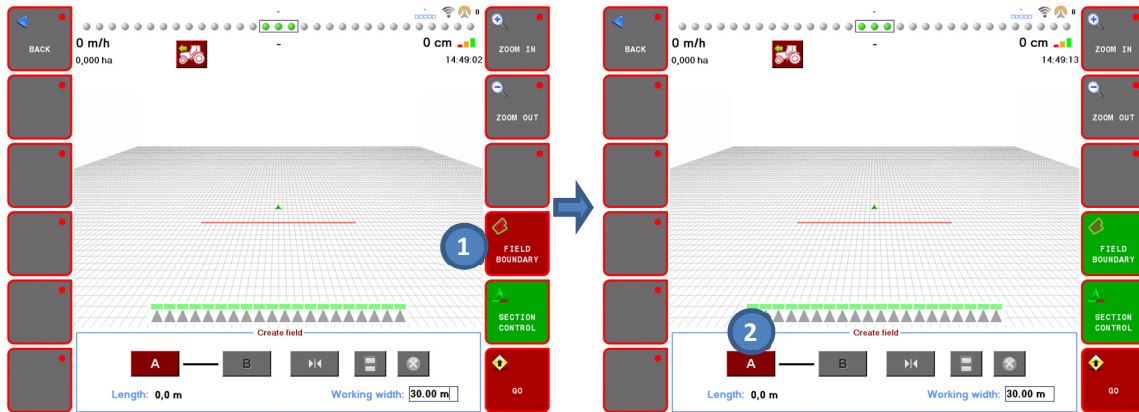 BACK
-
0
0 m/h
-
0 cm
0,000 ha
14:49:02
ZOOM IN
ZOOM OUT
1
FIELD
BOUNDARY
SECTION
CONTROL
Create field
A
B
GO
Length: 0,0 m
Working width: 30.00 m
BACK
-
0
0 m/h
-
0 cm
0,000 ha
14:49:13
ZOOM IN
ZOOM OUT
FIELD
BOUNDARY
SECTION
CONTROL
2
Create field
A
B
GO
Length: 0,0 m
Working width: 30.00 m